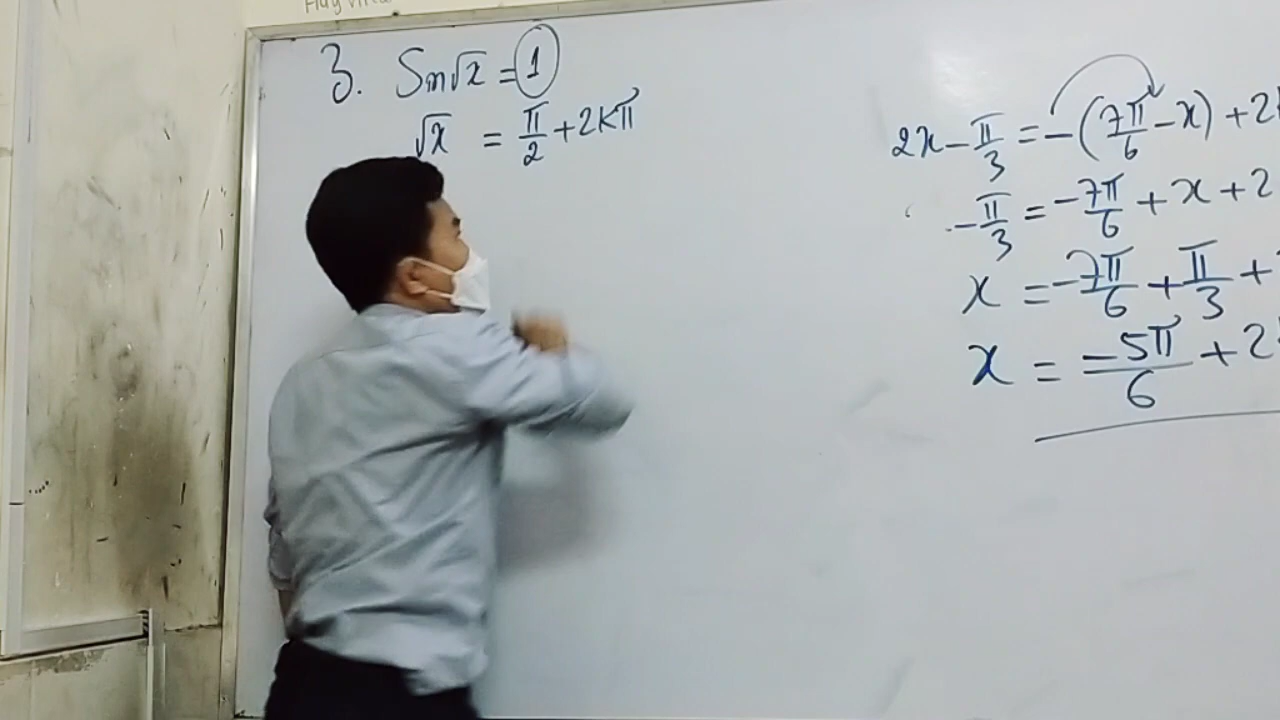 3. Sin√x = 1
√x = π/2 + 2Kπ
2x - π/3 = -(7π/6 - x) + 2
-π/3 = -7π/6 + x + 2
x = -7π/6 + π/3 +
x = -5π/6 + 2